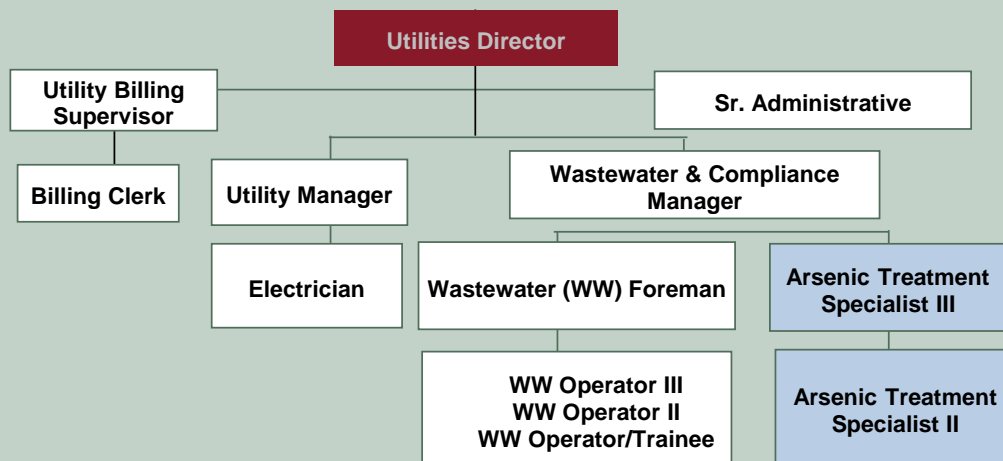 Utilities Director
Utility Billing
Supervisor
Sr. Administrative
Billing Clerk
Utility Manager
Wastewater & Compliance
Manager
Electrician
Wastewater (WW) Foreman
Arsenic Treatment
Specialist III
WW Operator III
WW Operator II
WW Operator/Trainee
Arsenic Treatment
Specialist II